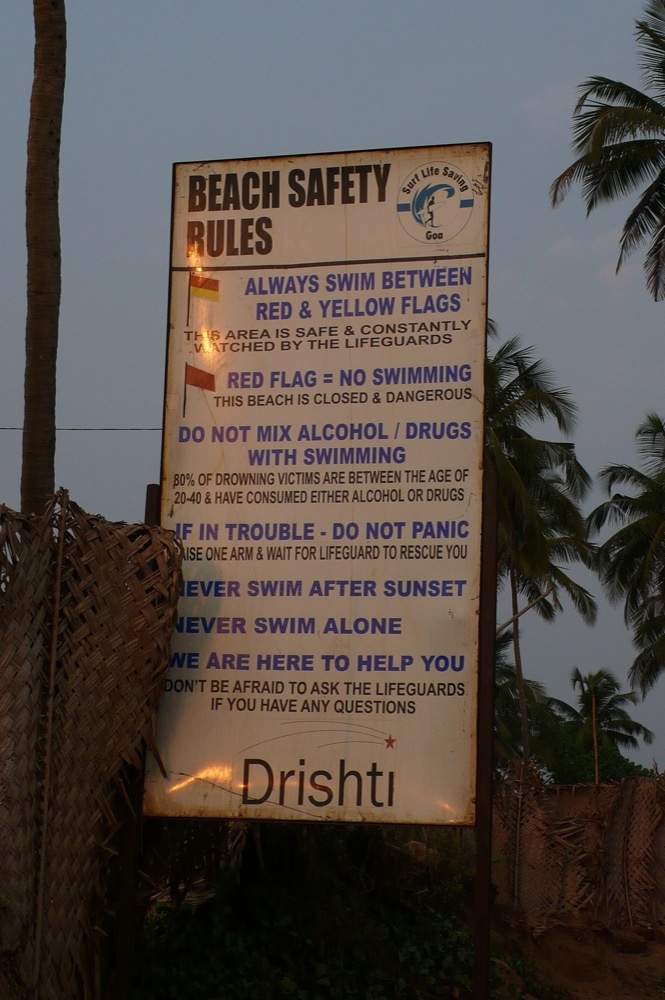 BEACH SAFETY
RULES
Surf Life Saving
Goa
ALWAYS SWIM BETWEEN
RED & YELLOW FLAGS
THIS AREA IS SAFE & CONSTANTLY
WATCHED BY THE LIFEGUARDS
RED FLAG = NO SWIMMING
THIS BEACH IS CLOSED & DANGEROUS
DO NOT MIX ALCOHOL / DRUGS
WITH SWIMMING
80% OF DROWNING VICTIMS ARE BETWEEN THE AGE OF
20-40 & HAVE CONSUMED EITHER ALCOHOL OR DRUGS
IF IN TROUBLE - DO NOT PANIC
RAISE ONE ARM & WAIT FOR LIFEGUARD TO RESCUE YOU
NEVER SWIM AFTER SUNSET
NEVER SWIM ALONE
WE ARE HERE TO HELP YOU
DON'T BE AFRAID TO ASK THE LIFEGUARDS
IF YOU HAVE ANY QUESTIONS
Drishti